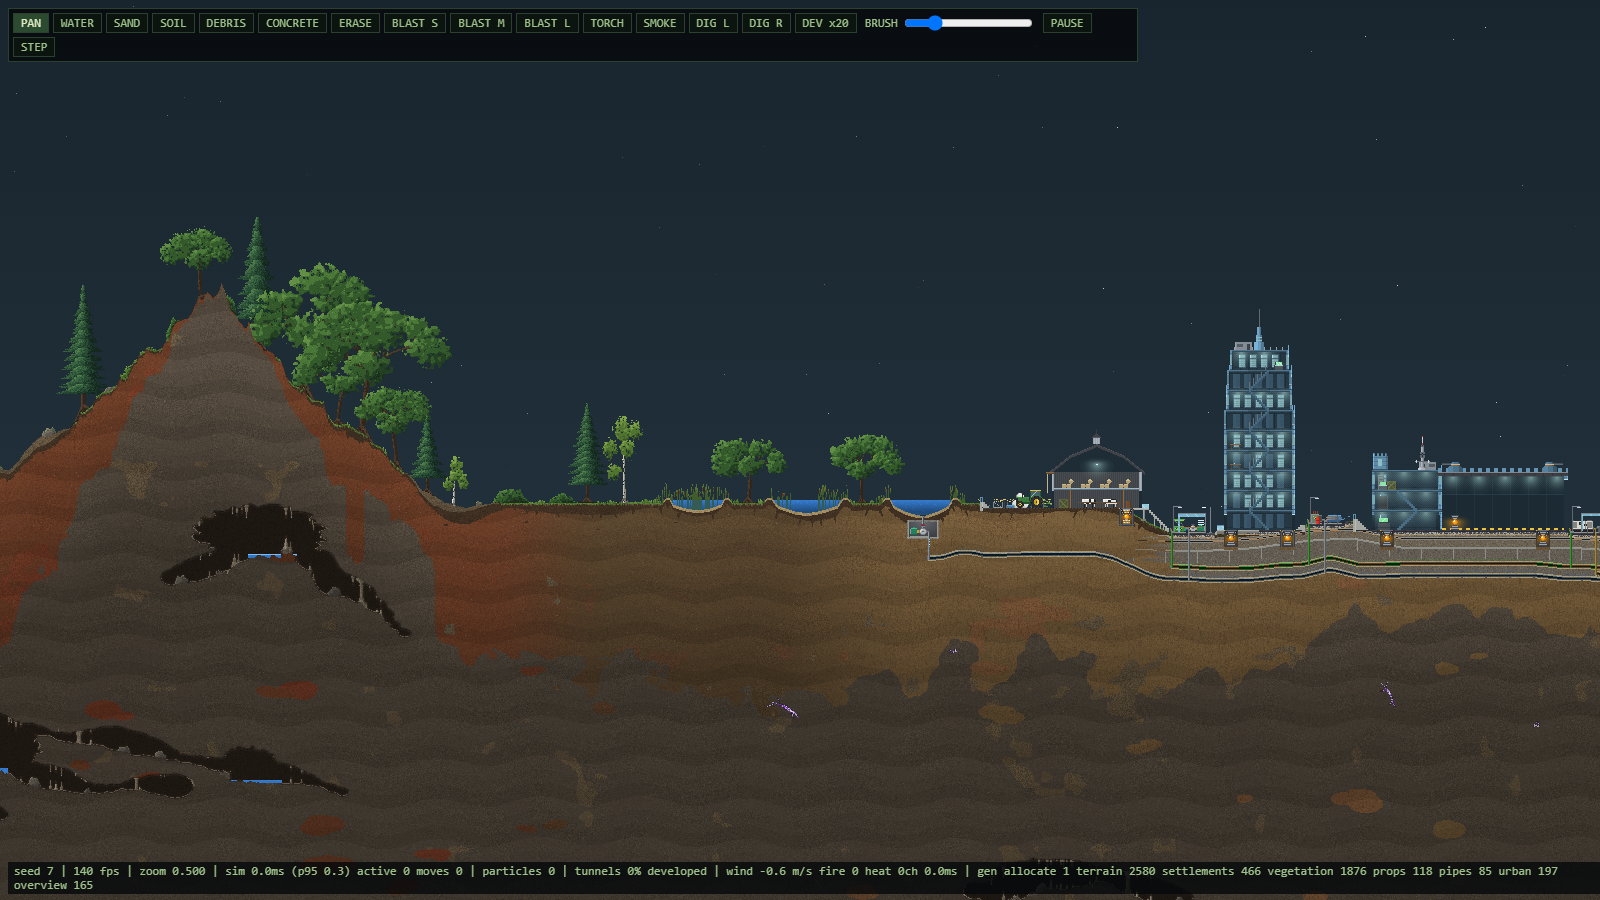 PAN WATER SAND SOIL DEBRIS CONCRETE ERASE BLAST S BLAST M BLAST L TORCH SMOKE DIG L DIG R DEV x20 BRUSH PAUSE
STEP
seed 7 | 140 fps | zoom 0.500 | sim 0.0ms (p95 0.3) active 0 moves 0 | particles 0 | tunnels 0% developed | wind -0.6 m/s fire 0 heat 0ch 0.0ms | gen allocate 1 terrain 2580 settlements 466 vegetation 1876 props 118 pipes 85 urban 197
overview 165